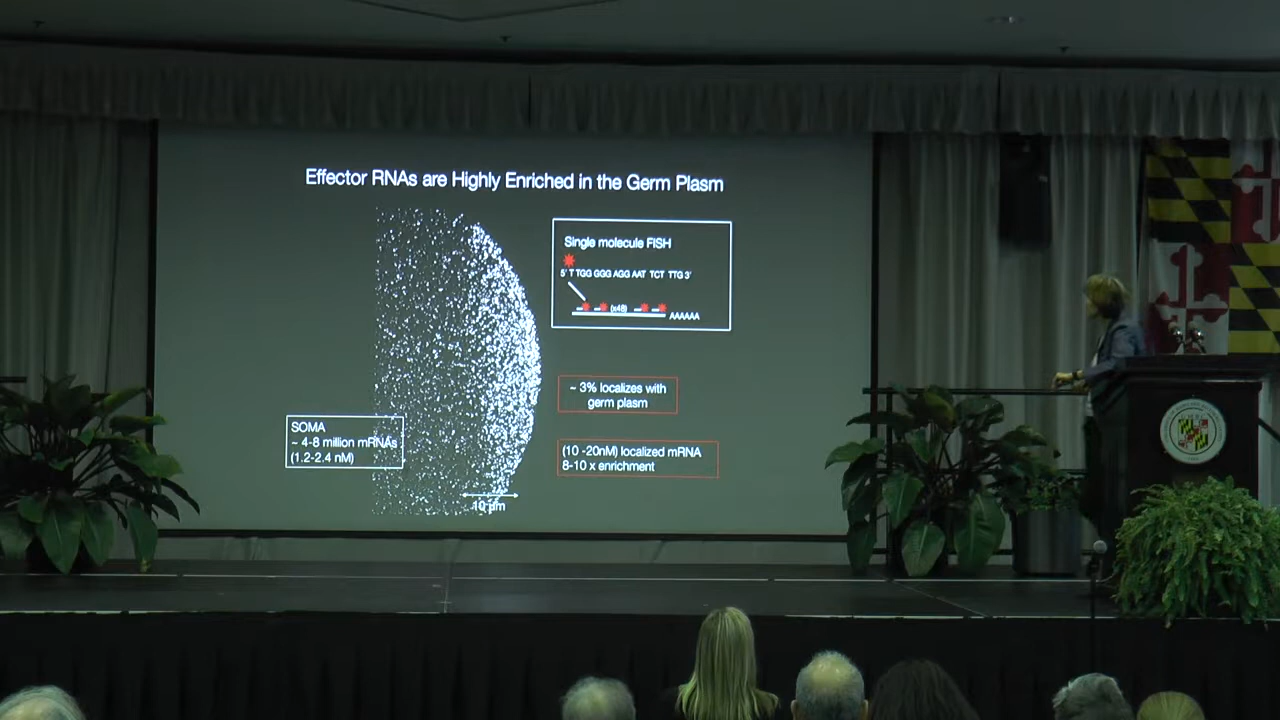 Effector RNAs are Highly Enriched in the Germ Plasm
Single molecule FISH
5' T TGG GGG AGG AAT TCT TTG 3'
(x48)
AAAAAA
~ 3% localizes with
germ plasm
SOMA
~ 4-8 million mRNAs
(1.2-2.4 nM)
(10 -20nM) localized mRNA
8-10 x enrichment
10 μm